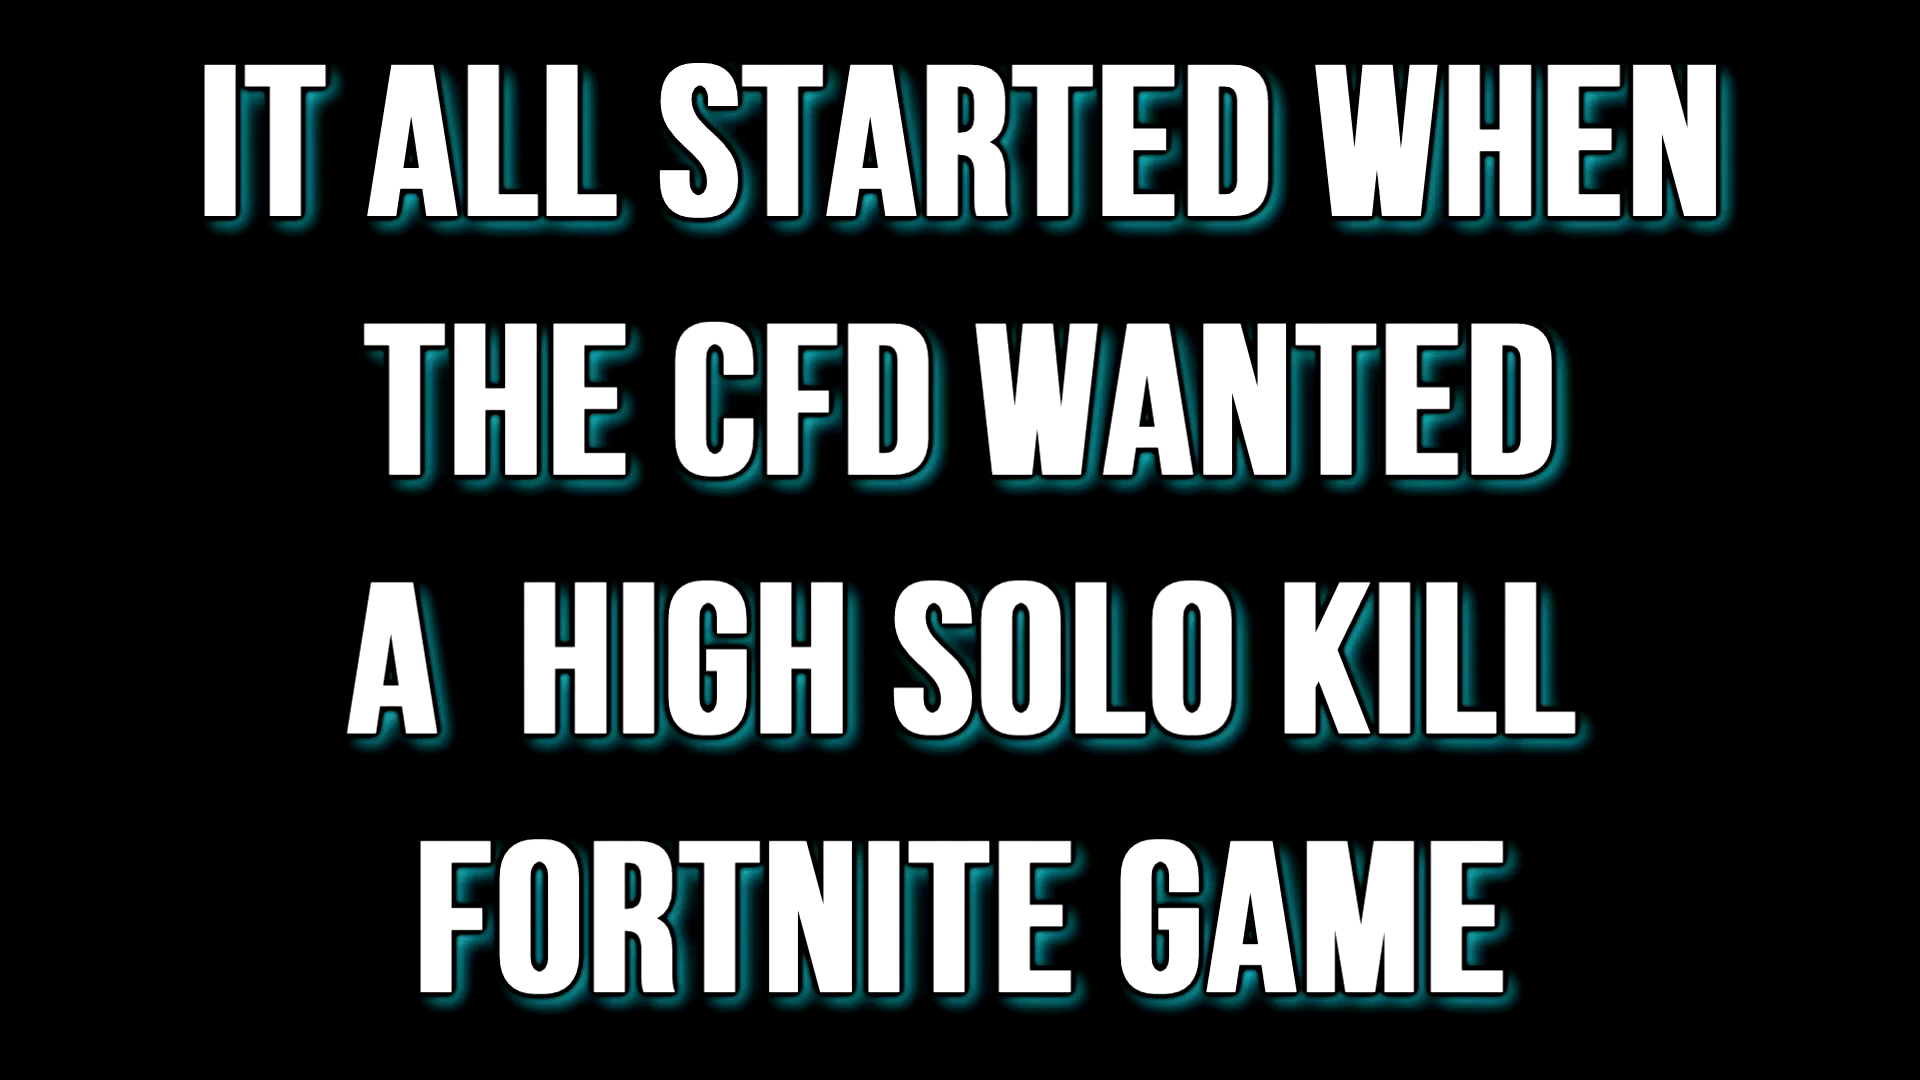 IT ALL STARTED WHEN
THE CFD WANTED
A HIGH SOLO KILL
FORTNITE GAME